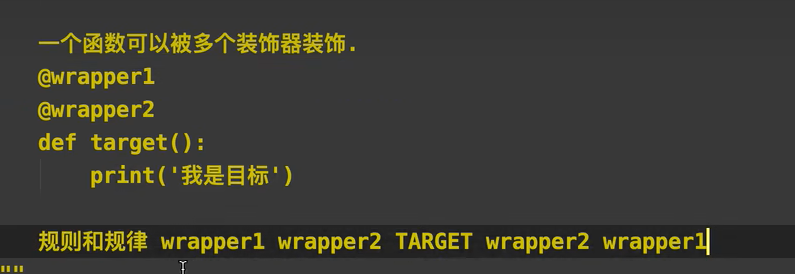 一个函数可以被多个装饰器装饰.
@wrapper1
@wrapper2
def target():
    print('我是目标')
规则和规律 wrapper1 wrapper2 TARGET wrapper2 wrapper1
"""